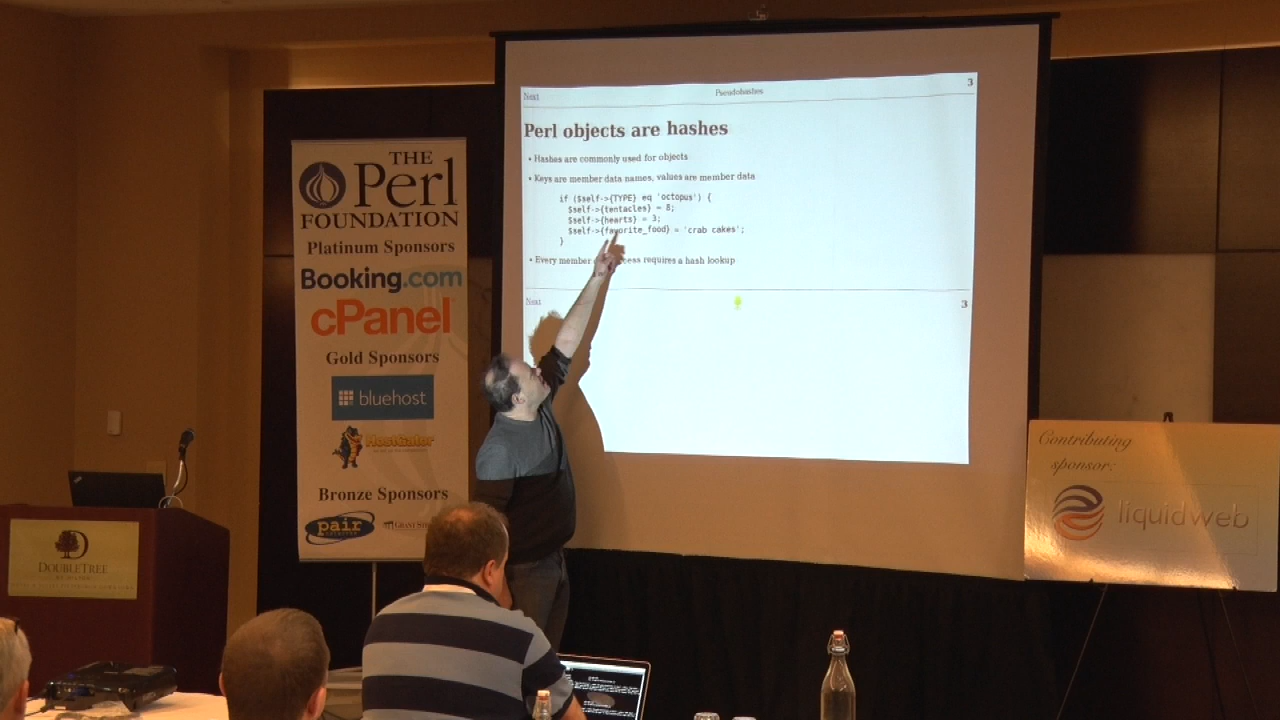 THE
Perl
FOUNDATION
Platinum Sponsors
Booking.com
cPanel
Gold Sponsors
bluehost
HostGator
Bronze Sponsors
pair
Next
Pseudohashes
3
Perl objects are hashes
• Hashes are commonly used for objects
• Keys are member data names, values are member data
if ($self->{TYPE} eq 'octopus') {
$self->{tentacles} = 8;
$self->{hearts} = 3;
$self->{favorite_food} = 'crab cakes';
}
• Every member requires a hash lookup
Next
3
Contributing
sponsor:
liquidweb
D
DOUBLETREE